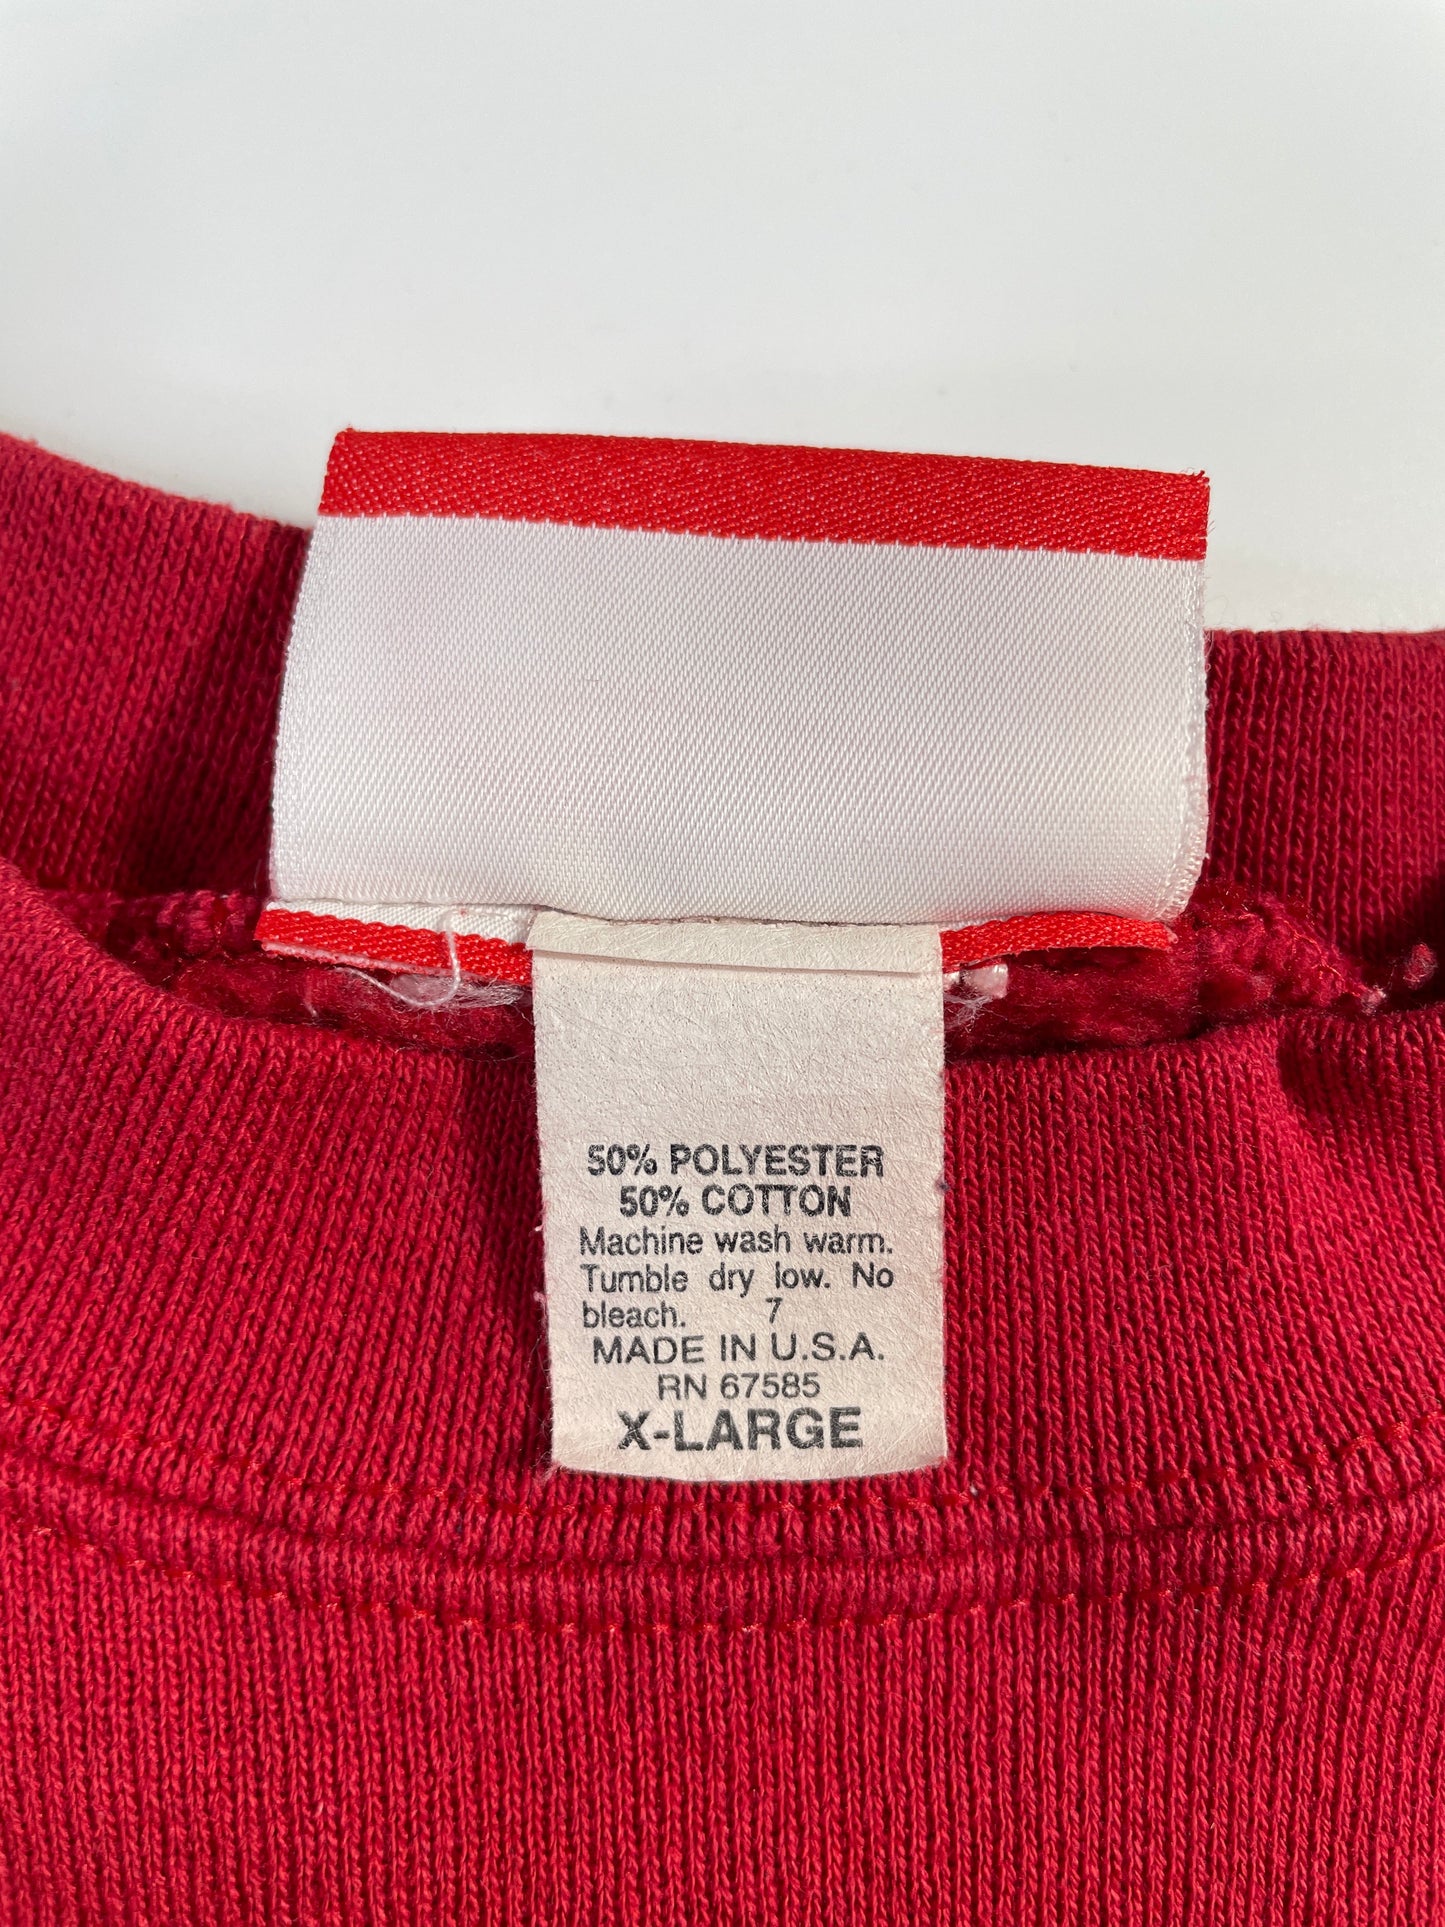 50% POLYESTER
50% COTTON
Machine wash warm.
Tumble dry low. No
bleach. 7
MADE IN U.S.A.
RN 67585
X-LARGE